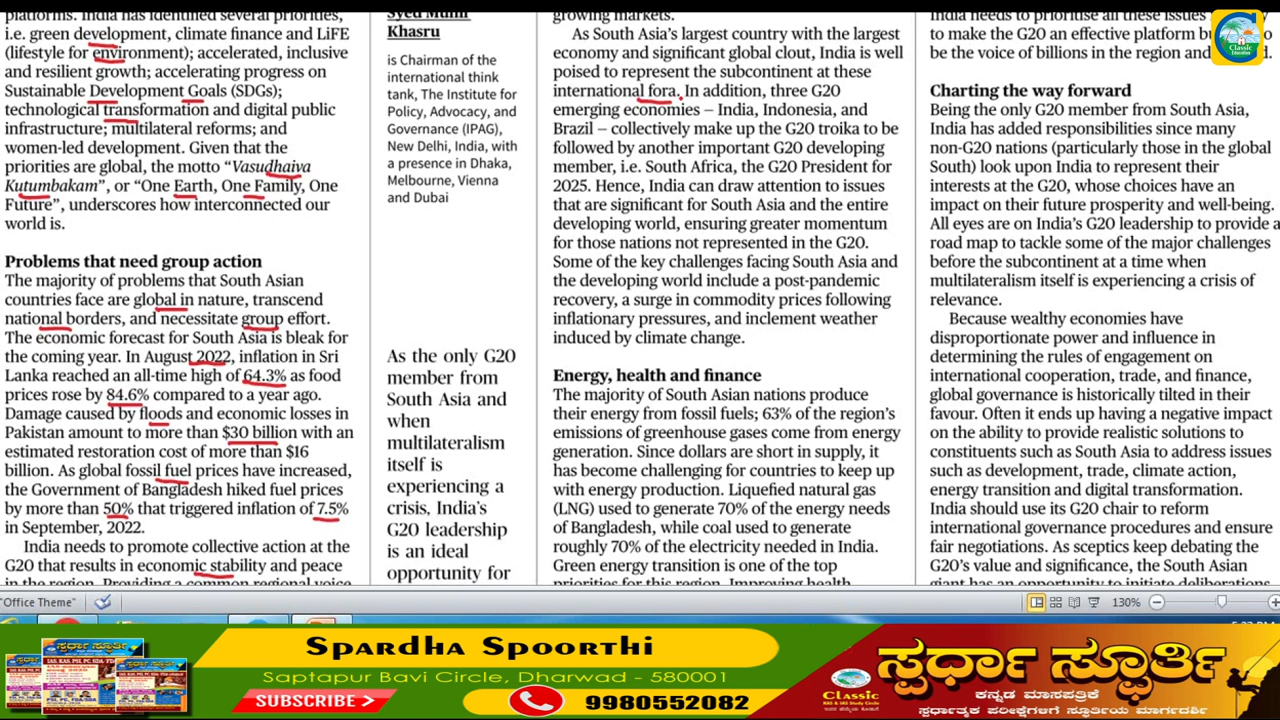 platforms. India has identified several priorities,
i.e. green development, climate finance and LiFE
(lifestyle for environment); accelerated, inclusive
and resilient growth; accelerating progress on
Sustainable Development Goals (SDGs);
technological transformation and digital public
infrastructure; multilateral reforms; and
women-led development. Given that the
priorities are global, the motto “Vasudhaiva
Kutumbakam”, or “One Earth, One Family, One
Future”, underscores how interconnected our
world is.
Problems that need group action
The majority of problems that South Asian
countries face are global in nature, transcend
national borders, and necessitate group effort.
The economic forecast for South Asia is bleak for
the coming year. In August 2022, inflation in Sri
Lanka reached an all-time high of 64.3% as food
prices rose by 84.6% compared to a year ago.
Damage caused by floods and economic losses in
Pakistan amount to more than $30 billion with an
estimated restoration cost of more than $16
billion. As global fossil fuel prices have increased,
the Government of Bangladesh hiked fuel prices
by more than 50% that triggered inflation of 7.5%
in September, 2022.
India needs to promote collective action at the
G20 that results in economic stability and peace
in the region. Providing a common regional voice
Syed Munir
Khasru
is Chairman of the
international think
tank, The Institute for
Policy, Advocacy, and
Governance (IPAG),
New Delhi, India, with
a presence in Dhaka,
Melbourne, Vienna
and Dubai
As the only G20
member from
South Asia and
when
multilateralism
itself is
experiencing a
crisis, India’s
G20 leadership
is an ideal
opportunity for
growing markets.
As South Asia’s largest country with the largest
economy and significant global clout, India is well
poised to represent the subcontinent at these
international fora. In addition, three G20
emerging economies — India, Indonesia, and
Brazil — collectively make up the G20 troika to be
followed by another important G20 developing
member, i.e. South Africa, the G20 President for
2025. Hence, India can draw attention to issues
that are significant for South Asia and the entire
developing world, ensuring greater momentum
for those nations not represented in the G20.
Some of the key challenges facing South Asia and
the developing world include a post-pandemic
recovery, a surge in commodity prices following
inflationary pressures, and inclement weather
induced by climate change.
Energy, health and finance
The majority of South Asian nations produce
their energy from fossil fuels; 63% of the region’s
emissions of greenhouse gases come from energy
generation. Since dollars are short in supply, it
has become challenging for countries to keep up
with energy production. Liquefied natural gas
(LNG) used to generate 70% of the energy needs
of Bangladesh, while coal used to generate
roughly 70% of the electricity needed in India.
Green energy transition is one of the top
priorities for this region. Improving health
India needs to prioritise all these issues
to make the G20 an effective platform
be the voice of billions in the region and
Charting the way forward
Being the only G20 member from South Asia,
India has added responsibilities since many
non-G20 nations (particularly those in the global
South) look upon India to represent their
interests at the G20, whose choices have an
impact on their future prosperity and well-being.
All eyes are on India’s G20 leadership to provide a
road map to tackle some of the major challenges
before the subcontinent at a time when
multilateralism itself is experiencing a crisis of
relevance.
Because wealthy economies have
disproportionate power and influence in
determining the rules of engagement on
international cooperation, trade, and finance,
global governance is historically tilted in their
favour. Often it ends up having a negative impact
on the ability to provide realistic solutions to
constituents such as South Asia to address issues
such as development, trade, climate action,
energy transition and digital transformation.
India should use its G20 chair to reform
international governance procedures and ensure
fair negotiations. As sceptics keep debating the
G20’s value and significance, the South Asian
giant has an opportunity to initiate deliberations
Classic
Education
"Office Theme"
130%
Spardha Spoorthi
Saptapur Bavi Circle, Dharwad - 580001
SUBSCRIBE
9980552082
ಸ್ಪರ್ಧಾ ಸ್ಫೂರ್ತಿ
ಕನ್ನಡ ಮಾಸಪತ್ರಿಕೆ
ಸ್ಪರ್ಧಾತ್ಮಕ ಪರೀಕ್ಷೆಗಳಿಗೆ ಸ್ಫೂರ್ತಿಯ ಮಾರ್ಗದರ್ಶಿ
Classic
KAS & IAS Study Circle